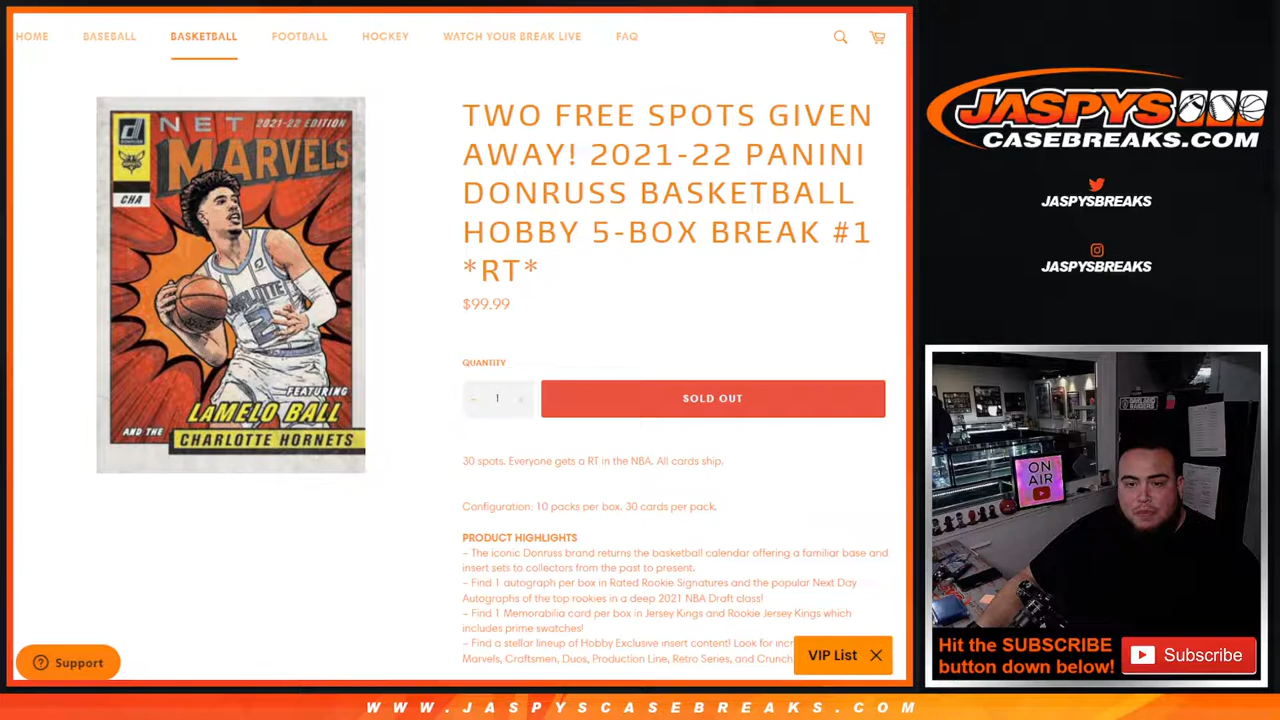 HOME BASEBALL BASKETBALL FOOTBALL HOCKEY WATCH YOUR BREAK LIVE FAQ
NET 2021-22 EDITION
MARVELS
CHA
FEATURING
LAMELO BALL
AND THE CHARLOTTE HORNETS
CHARLOTTE
2
TWO FREE SPOTS GIVEN
AWAY! 2021-22 PANINI
DONRUSS BASKETBALL
HOBBY 5-BOX BREAK #1
*RT*
$99.99
QUANTITY
− 1 +
SOLD OUT
30 spots. Everyone gets a RT in the NBA. All cards ship.
Configuration: 10 packs per box. 30 cards per pack.
PRODUCT HIGHLIGHTS
– The iconic Donruss brand returns the basketball calendar offering a familiar base and
insert sets to collectors from the past to present.
– Find 1 autograph per box in Rated Rookie Signatures and the popular Next Day
Autographs of the top rookies in a deep 2021 NBA Draft class!
– Find 1 Memorabilia card per box in Jersey Kings and Rookie Jersey Kings which
includes prime swatches!
– Find a stellar lineup of Hobby Exclusive insert content! Look for
Marvels, Craftsmen, Duos, Production Line, Retro Series, and Crunch
Support
VIP List
JASPYS
CASEBREAKS.COM
JASPYSBREAKS
JASPYSBREAKS
ON
AIR
OAKLAND
RAIDERS
Hit the SUBSCRIBE
button down below!
Subscribe
WWW.JASPYSCASEBREAKS.COM